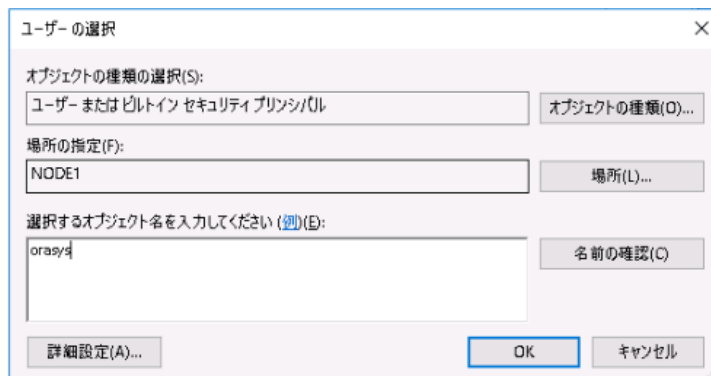 ユーザー の選択
オブジェクトの種類の選択(S):
ユーザー または ビルトイン セキュリティ プリンシパル
オブジェクトの種類(O)...
場所の指定(F):
NODE1
場所(L)...
選択するオブジェクト名を入力してください (例)(E):
orasys
名前の確認(C)
詳細設定(A)...
OK
キャンセル